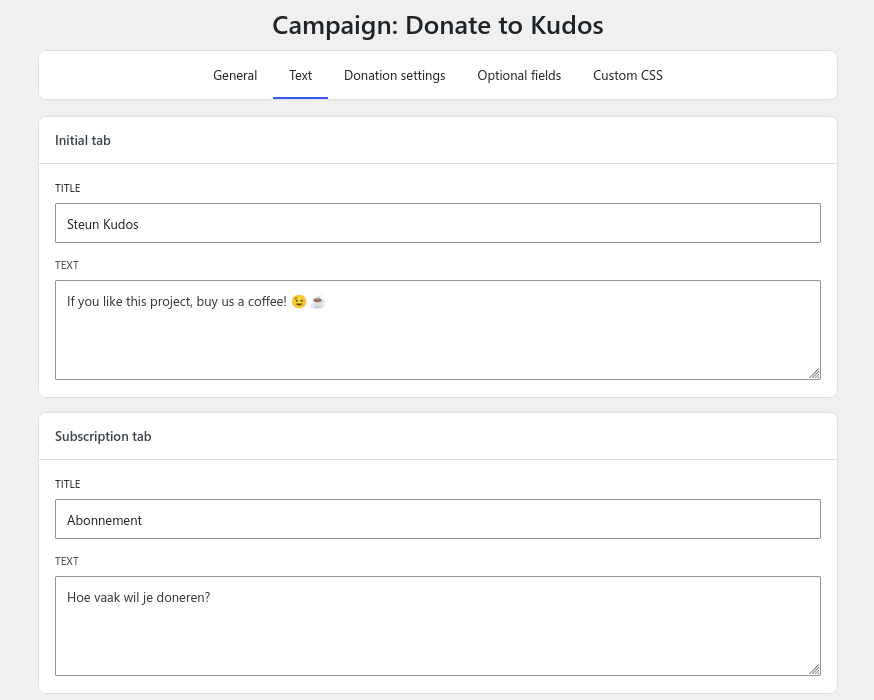 Campaign: Donate to Kudos
General Text Donation settings Optional fields Custom CSS
Initial tab
TITLE
Steun Kudos
TEXT
If you like this project, buy us a coffee! 😉 ☕
Subscription tab
TITLE
Abonnement
TEXT
Hoe vaak wil je doneren?